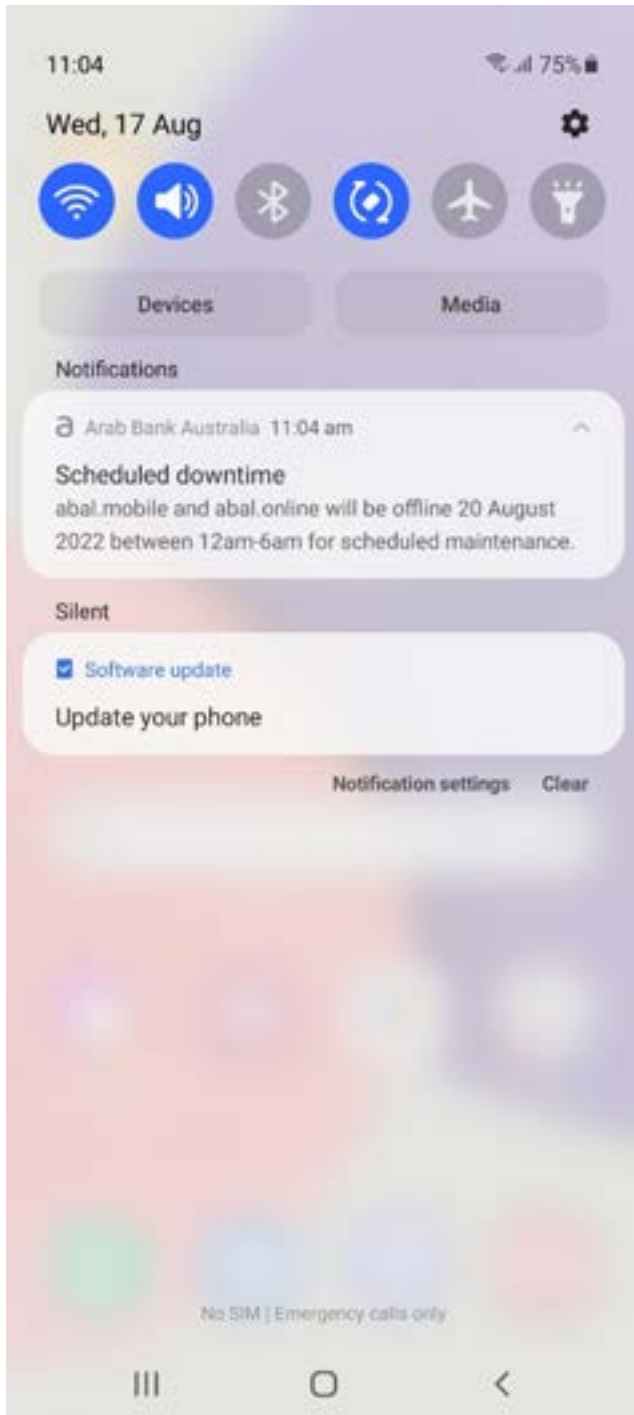 11:04 75%
Wed, 17 Aug
Devices Media
Notifications
Arab Bank Australia 11:04 am
Scheduled downtime
abal.mobile and abal.online will be offline 20 August
2022 between 12am-6am for scheduled maintenance.
Silent
Software update
Update your phone
Notification settings Clear
No SIM | Emergency calls only